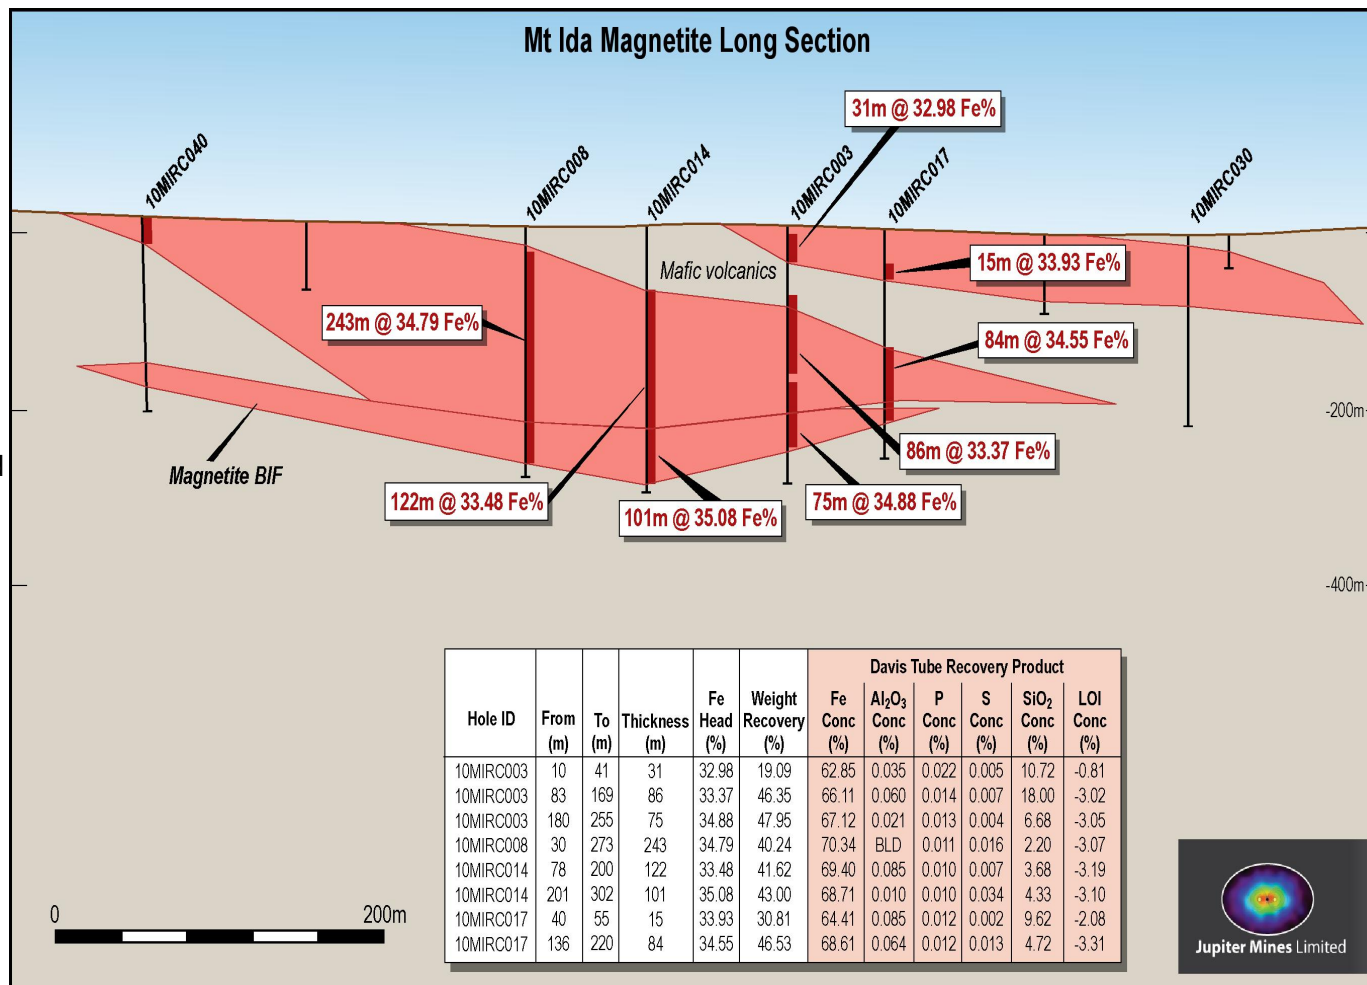 Mt Ida Magnetite Long Section
31m @ 32.98 Fe%
10MIRC040
10MIRC008
10MIRC014
10MIRC003
10MIRC017
10MIRC030
Mafic volcanics
15m @ 33.93 Fe%
243m @ 34.79 Fe%
84m @ 34.55 Fe%
-200m
86m @ 33.37 Fe%
Magnetite BIF
122m @ 33.48 Fe%
101m @ 35.08 Fe%
75m @ 34.88 Fe%
-400m
Davis Tube Recovery Product
Hole ID From (m) To (m) Thickness (m) Fe Head (%) Weight Recovery (%) Fe Conc (%) Al₂O₃ Conc (%) P Conc (%) S Conc (%) SiO₂ Conc (%) LOI Conc (%)
10MIRC003 10 41 31 32.98 19.09 62.85 0.035 0.022 0.005 10.72 -0.81
10MIRC003 83 169 86 33.37 46.35 66.11 0.060 0.014 0.007 18.00 -3.02
10MIRC003 180 255 75 34.88 47.95 67.12 0.021 0.013 0.004 6.68 -3.05
10MIRC008 30 273 243 34.79 40.24 70.34 BLD 0.011 0.016 2.20 -3.07
10MIRC014 78 200 122 33.48 41.62 69.40 0.085 0.010 0.007 3.68 -3.19
10MIRC014 201 302 101 35.08 43.00 68.71 0.010 0.010 0.034 4.33 -3.10
10MIRC017 40 55 15 33.93 30.81 64.41 0.085 0.012 0.002 9.62 -2.08
10MIRC017 136 220 84 34.55 46.53 68.61 0.064 0.012 0.013 4.72 -3.31
0 200m
Jupiter Mines Limited